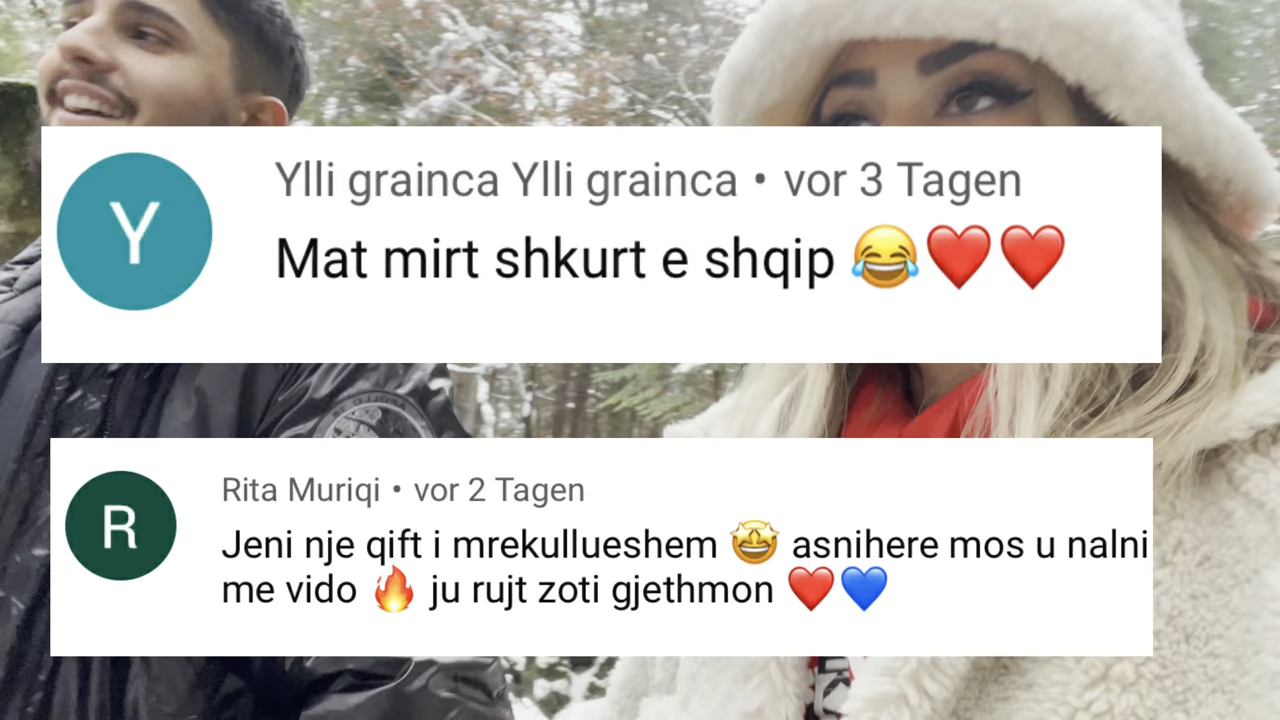 Y
Ylli grainca Ylli grainca • vor 3 Tagen
Mat mirt shkurt e shqip 😂❤️❤️
R
Rita Muriqi • vor 2 Tagen
Jeni nje qift i mrekullueshem 🤩 asnihere mos u nalni
me vido 🔥 ju rujt zoti gjethmon ❤️💙